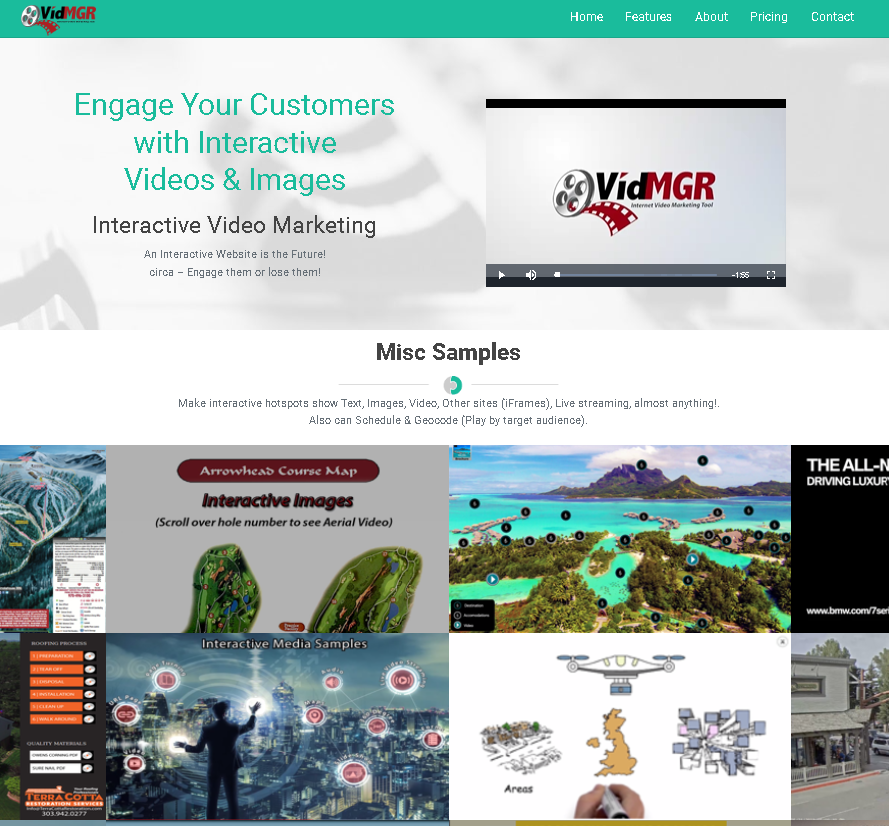 VidMGR
Home Features About Pricing Contact
Engage Your Customers
with Interactive
Videos & Images
Interactive Video Marketing
An Interactive Website is the Future!
circa – Engage them or lose them!
VidMGR
Internet Video Marketing Tool
-1:55
Misc Samples
Make interactive hotspots show Text, Images, Video, Other sites (iFrames), Live streaming, almost anything!.
Also can Schedule & Geocode (Play by target audience).
Arrowhead Course Map
Interactive Images
(Scroll over hole number to see Aerial Video)
Destination
Accomodations
Video
THE ALL-N
DRIVING LUXURY
www.bmw.com/7seri
ROOFING PROCESS
1 | PREPARATION
2 | TEAR OFF
3 | DISPOSAL
4 | INSTALLATION
5 | CLEAN UP
6 | WALK AROUND
QUALITY MATERIALS
OWENS CORNING PDF
SURE NAIL PDF
TERRA COTTA
RESTORATION SERVICES
303.942.0277
Interactive Media Samples
Areas